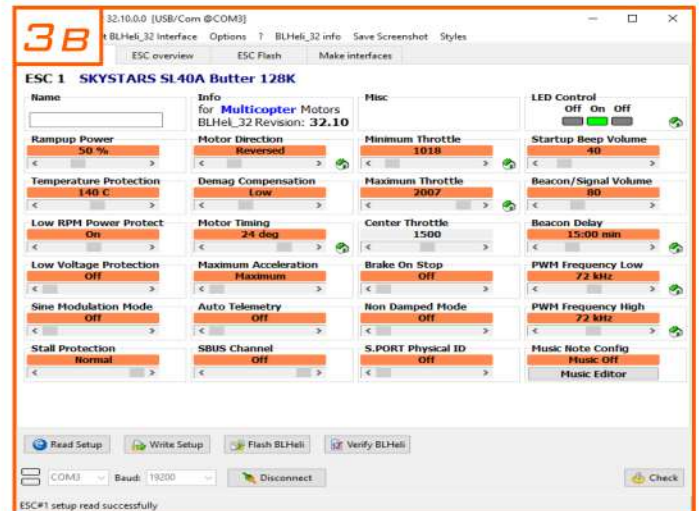 3B
32.10.0.0 [USB/Com @COM3]
BLHeli_32 Interface Options ? BLHeli_32 info Save Screenshot Styles
ESC overview ESC Flash Make interfaces
ESC 1 SKYSTARS SL40A Butter 128K
Name Info Misc LED Control
for Multicopter Motors Off On Off
BLHeli_32 Revision: 32.10
Rampup Power Motor Direction Minimum Throttle Startup Beep Volume
50 % Reversed 1018 40
Temperature Protection Demag Compensation Maximum Throttle Beacon/Signal Volume
140 C Low 2007 80
Low RPM Power Protect Motor Timing Center Throttle Beacon Delay
On 24 deg 1500 15:00 min
Low Voltage Protection Maximum Acceleration Brake On Stop PWM Frequency Low
Off Maximum Off 72 kHz
Sine Modulation Mode Auto Telemetry Non Damped Mode PWM Frequency High
Off Off Off 72 kHz
Stall Protection SBUS Channel S.PORT Physical ID Music Note Config
Normal Off Off Music Off
Music Editor
Read Setup Write Setup Flash BLHeli Verify BLHeli
COM3 Baud: 19200 Disconnect Check
ESC#1 setup read successfully